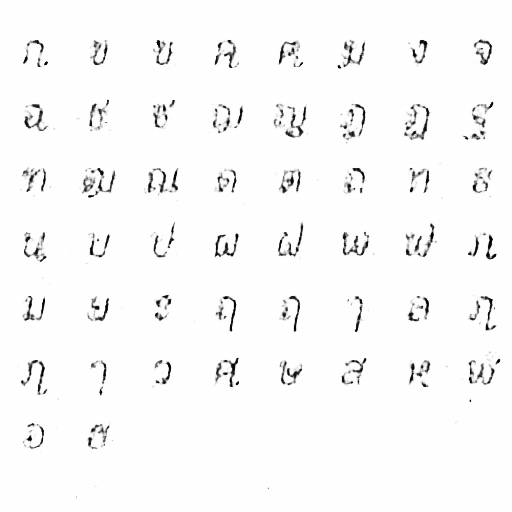 ก ข ฃ ค ฅ ฆ ง จ
ฉ ช ซ ฌ ญ ฎ ฏ ฐ
ฑ ฒ ณ ด ต ถ ท ธ
น บ ป ผ ฝ พ ฟ ภ
ม ย ร ฤ ฤ ๅ ล ฦ
ฦ ๅ ว ศ ษ ส ห ฬ
อ ฮ